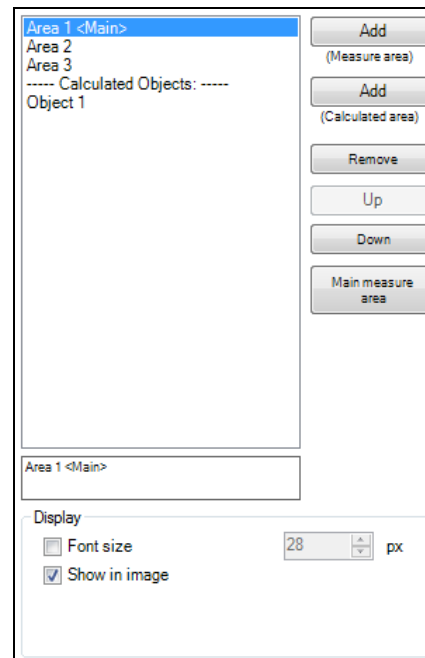 Area 1 <Main>
Area 2
Area 3
----- Calculated Objects: -----
Object 1
Add
(Measure area)
Add
(Calculated area)
Remove
Up
Down
Main measure
area
Area 1 <Main>
Display
Font size
28
px
Show in image